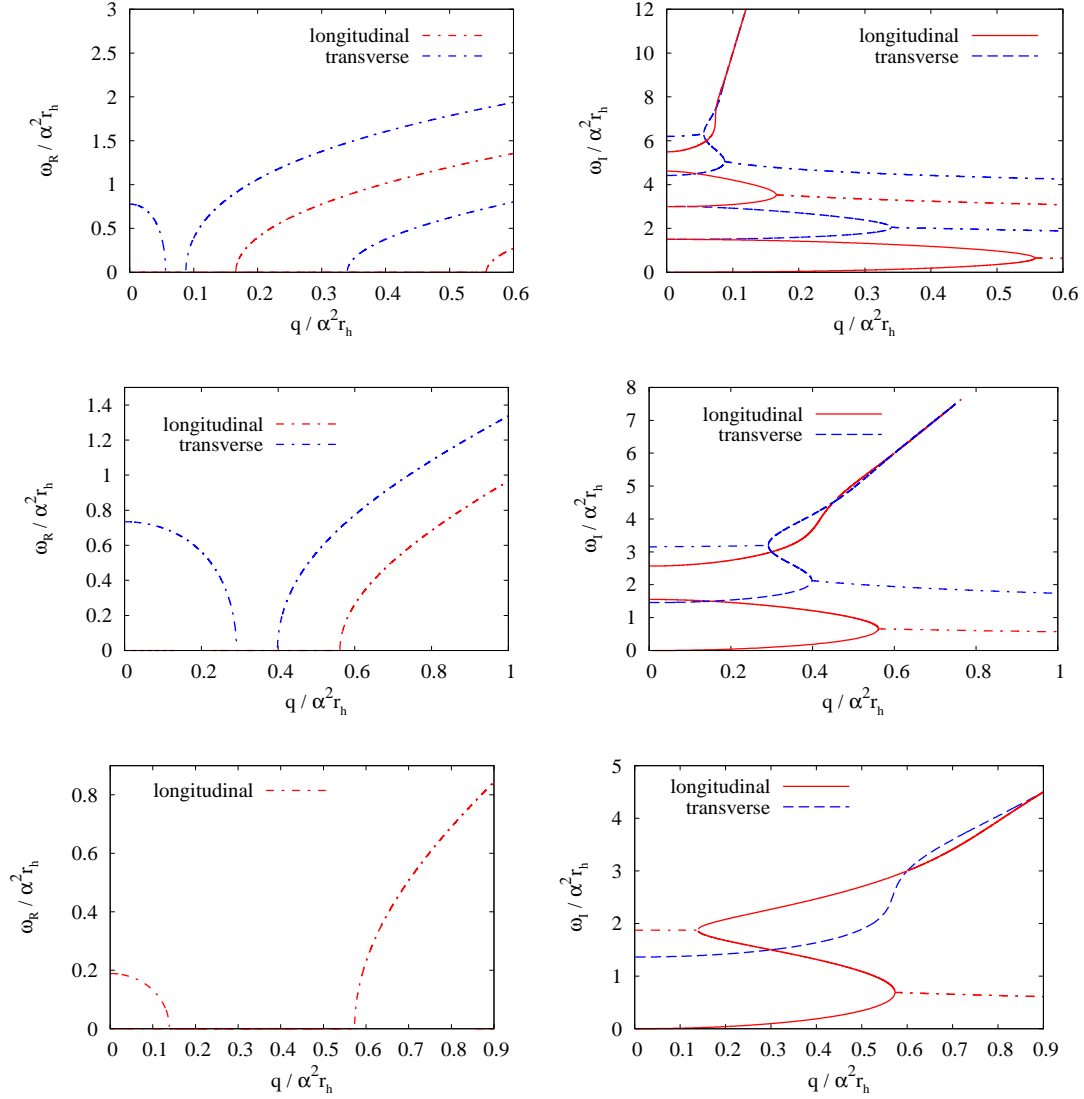 3
2.5
2
1.5
1
0.5
0
ω_R / α²r_h
longitudinal
transverse
0 0.1 0.2 0.3 0.4 0.5 0.6
q / α²r_h
12
10
8
6
4
2
0
ω_I / α²r_h
longitudinal
transverse
0 0.1 0.2 0.3 0.4 0.5 0.6
q / α²r_h
1.4
1.2
1
0.8
0.6
0.4
0.2
0
ω_R / α²r_h
longitudinal
transverse
0 0.2 0.4 0.6 0.8 1
q / α²r_h
8
7
6
5
4
3
2
1
0
ω_I / α²r_h
longitudinal
transverse
0 0.2 0.4 0.6 0.8 1
q / α²r_h
0.8
0.6
0.4
0.2
0
ω_R / α²r_h
longitudinal
0 0.1 0.2 0.3 0.4 0.5 0.6 0.7 0.8 0.9
q / α²r_h
5
4
3
2
1
0
ω_I / α²r_h
longitudinal
transverse
0 0.1 0.2 0.3 0.4 0.5 0.6 0.7 0.8 0.9
q / α²r_h